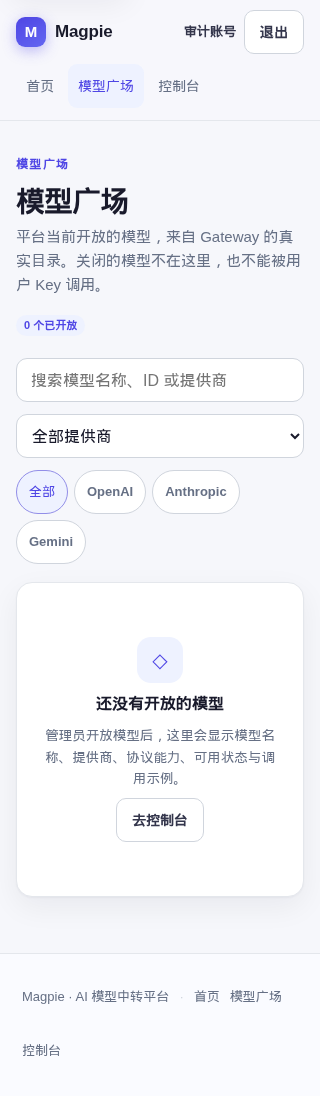 M Magpie 审计账号 退出
首页 模型广场 控制台
模型广场
模型广场
平台当前开放的模型，来自 Gateway 的真
实目录。关闭的模型不在这里，也不能被用
户 Key 调用。
0 个已开放
搜索模型名称、ID 或提供商
全部提供商
全部 OpenAI Anthropic
Gemini
还没有开放的模型
管理员开放模型后，这里会显示模型名
称、提供商、协议能力、可用状态与调
用示例。
去控制台
Magpie · AI 模型中转平台 · 首页 模型广场
控制台